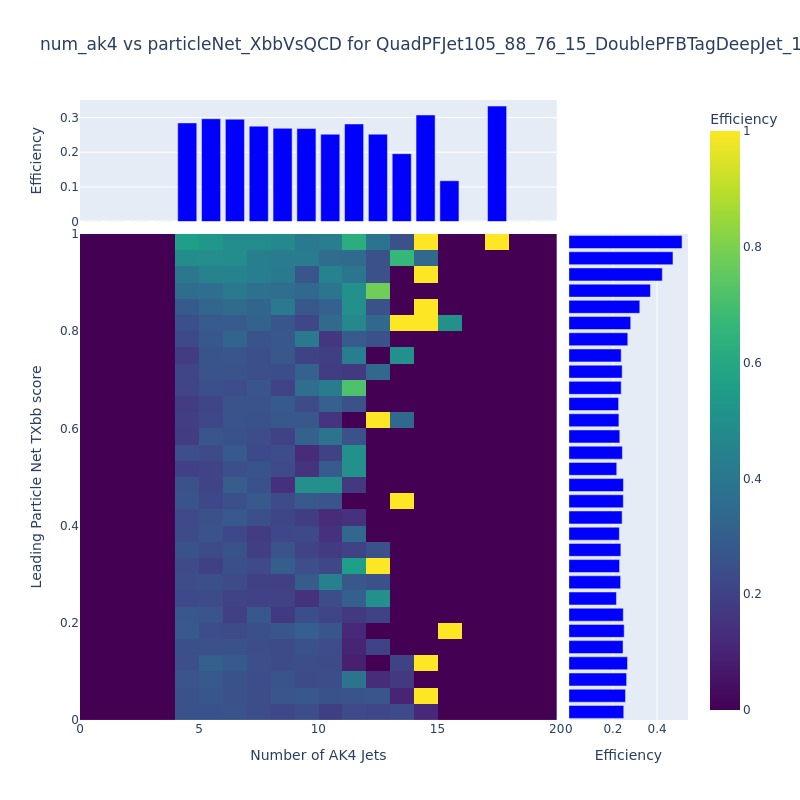 num_ak4 vs particleNet_XbbVsQCD for QuadPFJet105_88_76_15_DoublePFBTagDeepJet_1
Efficiency
0.3
0.2
0.1
0
Efficiency
1
0.8
0.6
0.4
0.2
0
Leading Particle Net TXbb score
1
0.8
0.6
0.4
0.2
0
0 5 10 15 20
Number of AK4 Jets
0 0.2 0.4
Efficiency